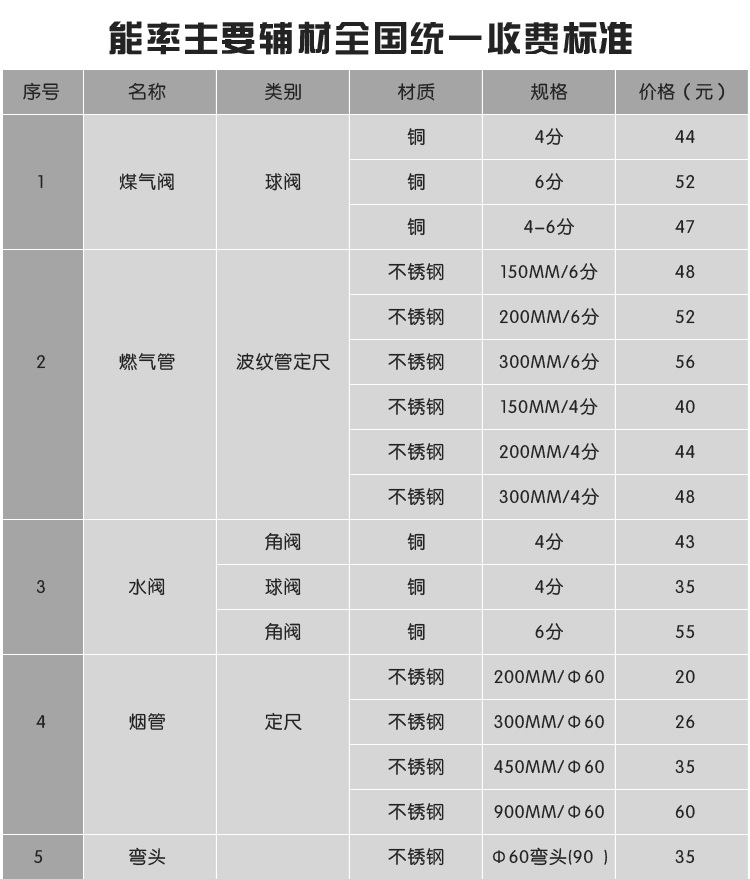 能率主要辅材全国统一收费标准
序号 名称 类别 材质 规格 价格（元）
1 煤气阀 球阀 铜 4分 44
铜 6分 52
铜 4-6分 47
2 燃气管 波纹管定尺 不锈钢 150MM/6分 48
不锈钢 200MM/6分 52
不锈钢 300MM/6分 56
不锈钢 150MM/4分 40
不锈钢 200MM/4分 44
不锈钢 300MM/4分 48
3 水阀 角阀 铜 4分 43
球阀 铜 4分 35
角阀 铜 6分 55
4 烟管 定尺 不锈钢 200MM/Φ60 20
不锈钢 300MM/Φ60 26
不锈钢 450MM/Φ60 35
不锈钢 900MM/Φ60 60
5 弯头 不锈钢 Φ60弯头(90 ) 35